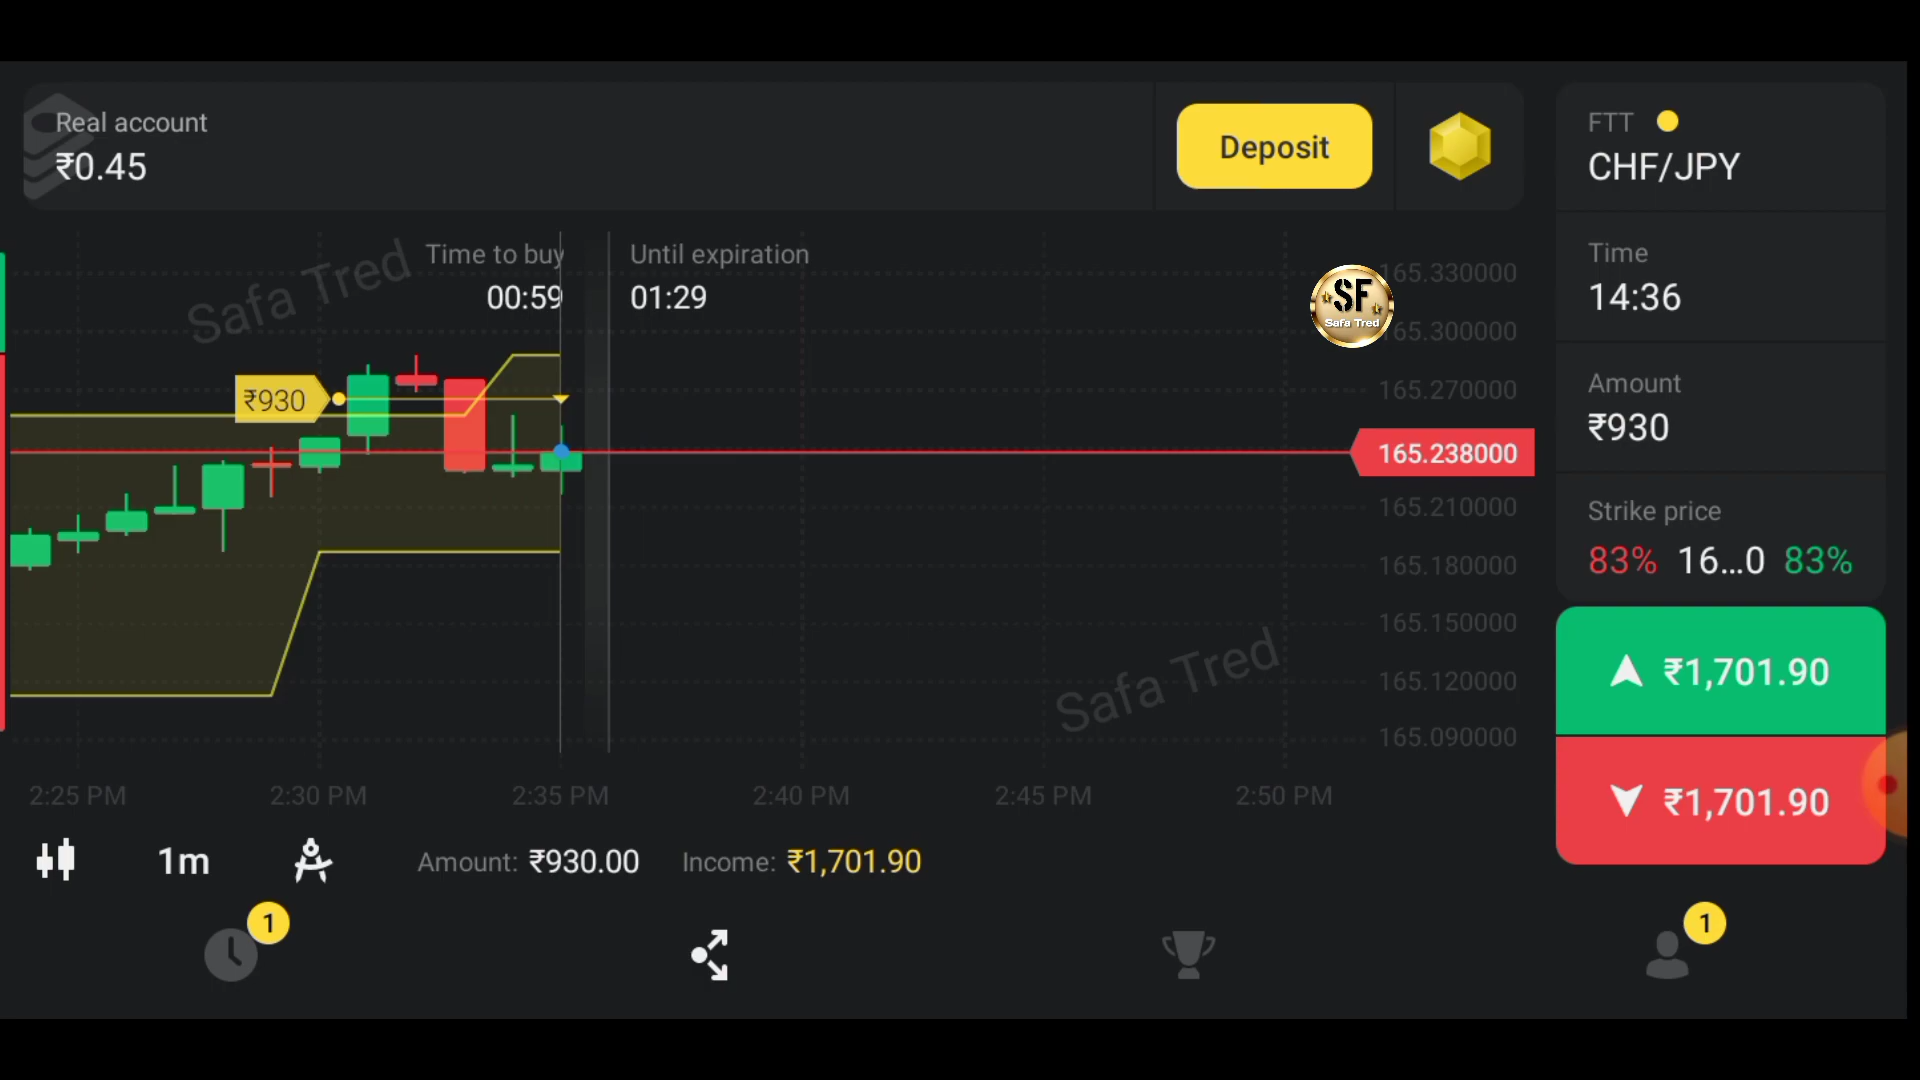 Real account
₹0.45
Deposit
FTT
CHF/JPY
Time
14:36
Amount
₹930
Strike price
83% 16...0 83%
₹1,701.90
₹1,701.90
Time to buy
00:59
Until expiration
01:29
Safa Tred
SF
Safa Tred
₹930
165.330000
165.300000
165.270000
165.238000
165.210000
165.180000
165.150000
165.120000
165.090000
Safa Tred
2:25 PM
2:30 PM
2:35 PM
2:40 PM
2:45 PM
2:50 PM
1m
Amount: ₹930.00
Income: ₹1,701.90
1
1